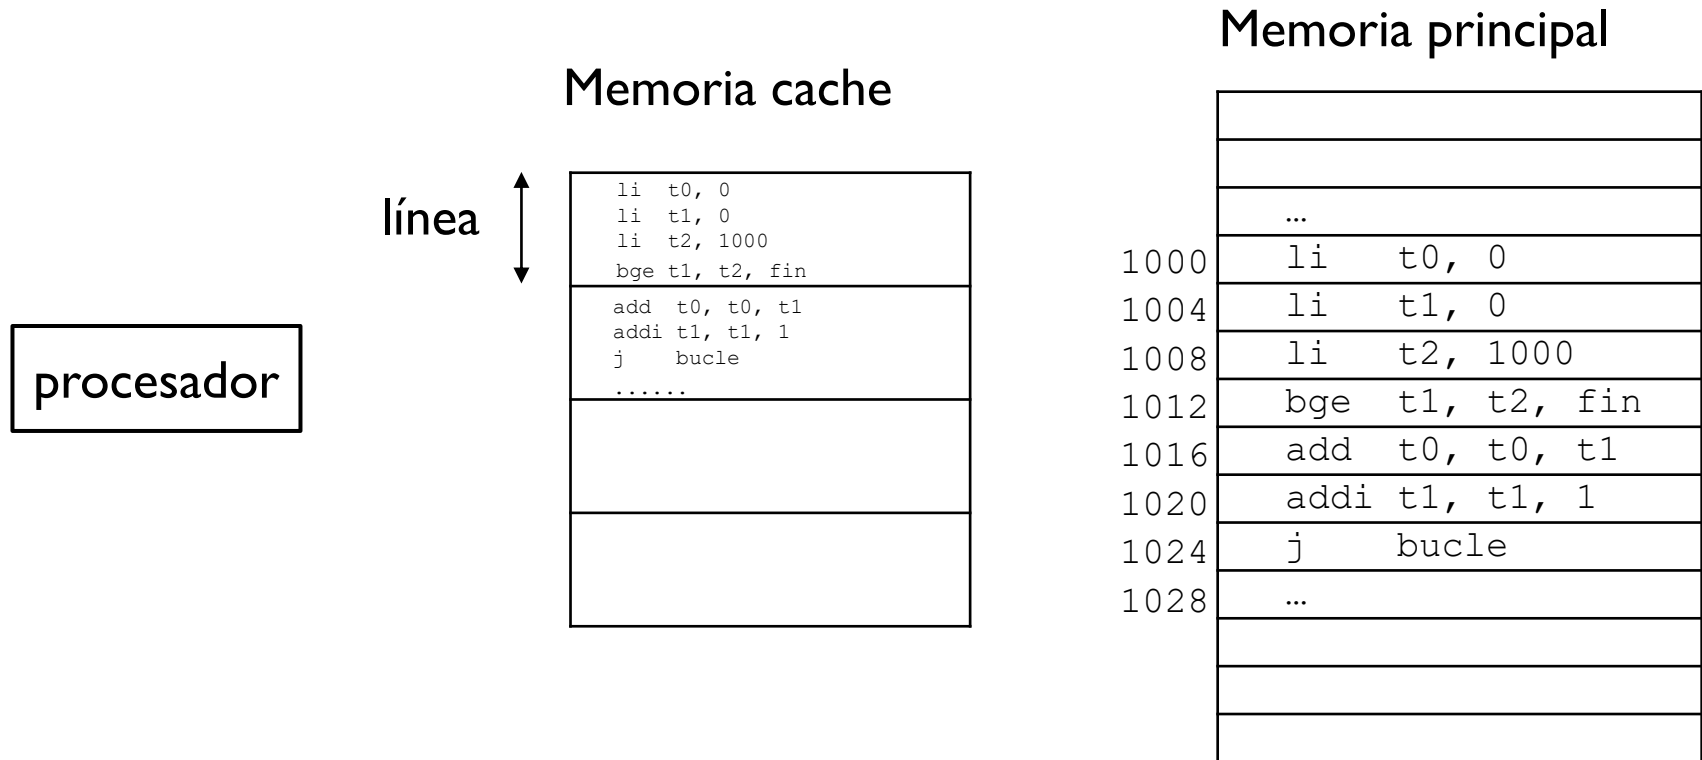 Memoria principal
Memoria cache
línea
procesador
li t0, 0
li t1, 0
li t2, 1000
bge t1, t2, fin
add t0, t0, t1
addi t1, t1, 1
j bucle
......
…
1000 li t0, 0
1004 li t1, 0
1008 li t2, 1000
1012 bge t1, t2, fin
1016 add t0, t0, t1
1020 addi t1, t1, 1
1024 j bucle
1028 …